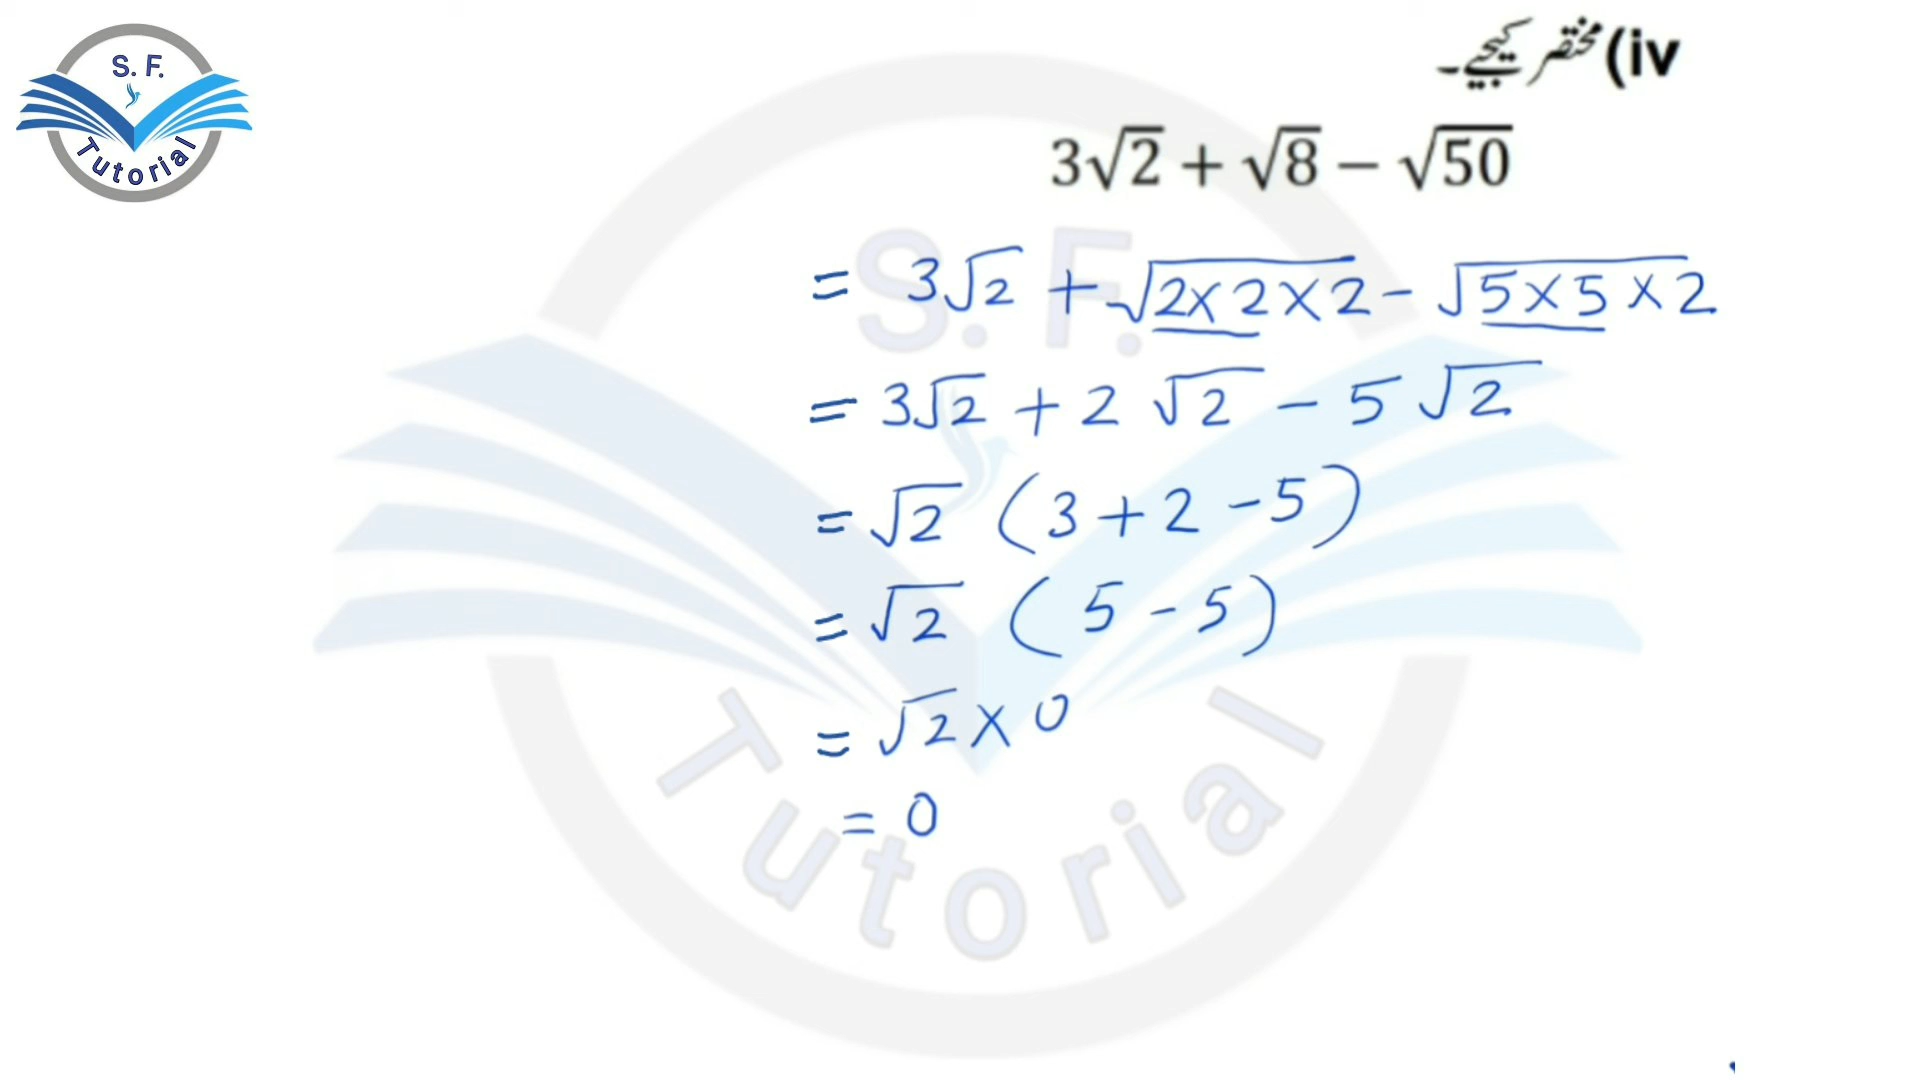 S. F.
Tutorial
iv) مختصر کیجیے۔
3√2 + √8 − √50
= 3√2 + √2×2×2 − √5×5×2
= 3√2 + 2 √2 − 5 √2
= √2 (3 + 2 − 5)
= √2 (5 − 5)
= √2 × 0
= 0
S. F.
Tutorial